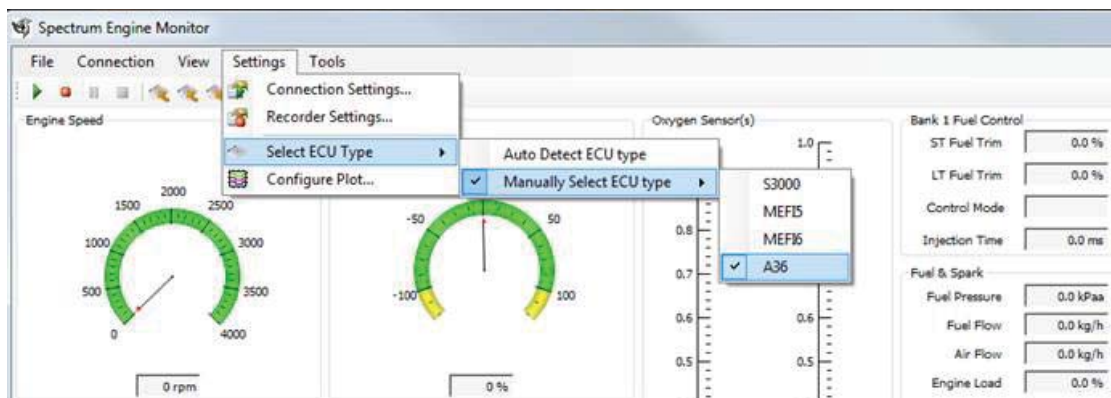 Spectrum Engine Monitor
File Connection View Settings Tools
Connection Settings...
Recorder Settings...
Select ECU Type
Configure Plot...
Auto Detect ECU type
Manually Select ECU type
S3000
MEFI5
MEFI6
A36
Engine Speed
0
500
1000
1500
2000
2500
3000
3500
4000
0 rpm
-100
-50
50
100
0 %
Oxygen Sensor(s)
1.0
0.8
0.7
0.6
0.6
0.5
0.5
Bank 1 Fuel Control
ST Fuel Trim 0.0 %
LT Fuel Trim 0.0 %
Control Mode
Injection Time 0.0 ms
Fuel & Spark
Fuel Pressure 0.0 kPaa
Fuel Flow 0.0 kg/h
Air Flow 0.0 kg/h
Engine Load 0.0 %